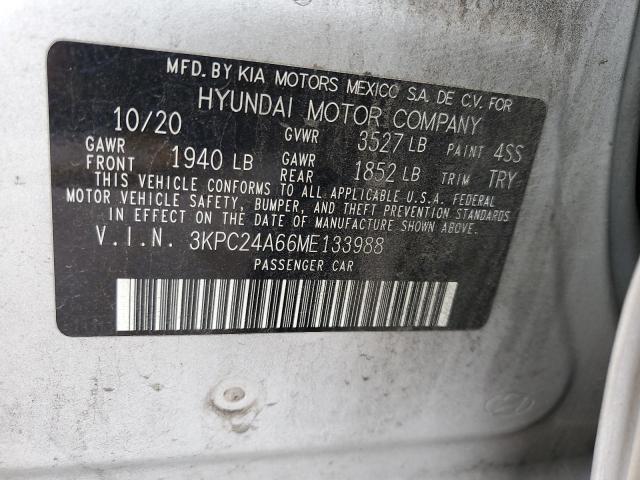 MFD. BY KIA MOTORS MEXICO S.A. DE C.V. FOR
HYUNDAI MOTOR COMPANY
10/20 GVWR 3527 LB PAINT 4SS
GAWR FRONT 1940 LB GAWR REAR 1852 LB TRIM TRY
THIS VEHICLE CONFORMS TO ALL APPLICABLE U.S.A. FEDERAL
MOTOR VEHICLE SAFETY, BUMPER, AND THEFT PREVENTION STANDARDS
IN EFFECT ON THE DATE OF MANUFACTURE SHOWN ABOVE.
V.I.N. 3KPC24A66ME133988
PASSENGER CAR